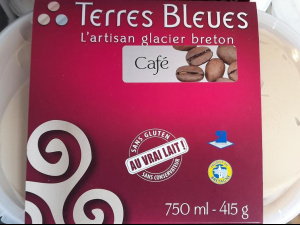 Terres Bleues
L'artisan glacier breton
Café
SANS GLUTEN
AU VRAI LAIT !
SANS CONSERVATEUR
750 ml - 415 g